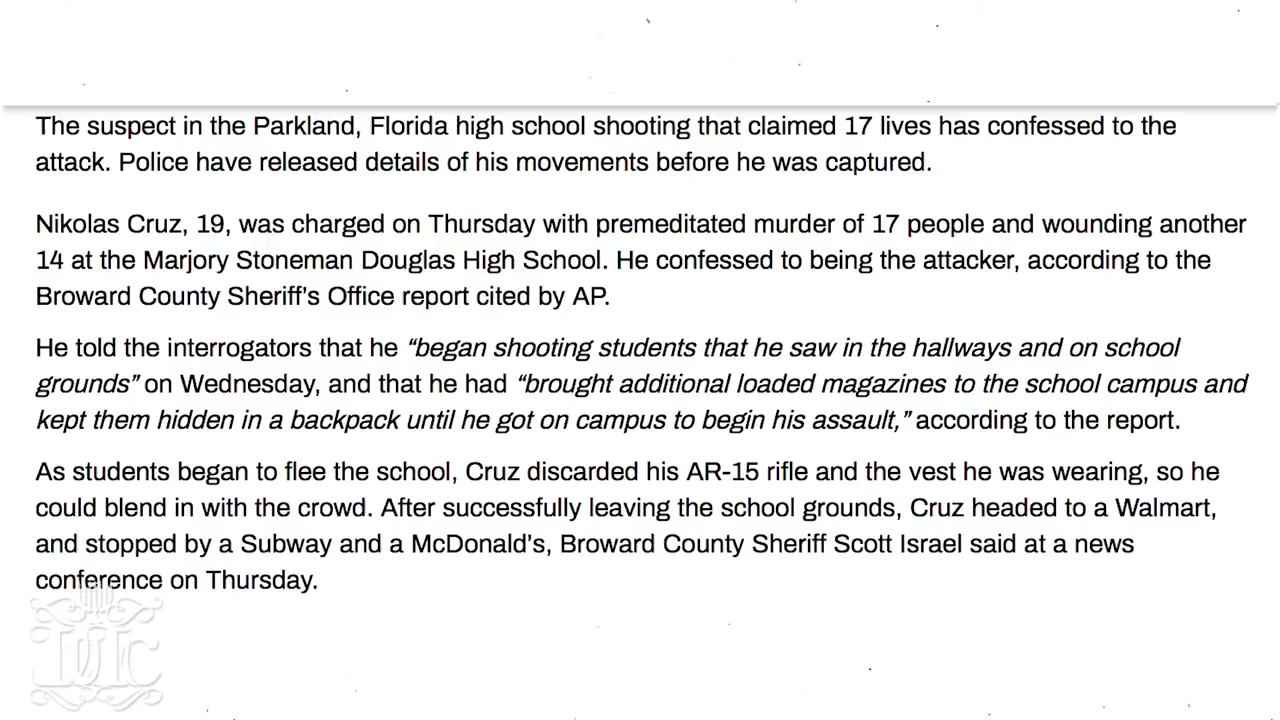 The suspect in the Parkland, Florida high school shooting that claimed 17 lives has confessed to the
attack. Police have released details of his movements before he was captured.
Nikolas Cruz, 19, was charged on Thursday with premeditated murder of 17 people and wounding another
14 at the Marjory Stoneman Douglas High School. He confessed to being the attacker, according to the
Broward County Sheriff’s Office report cited by AP.
He told the interrogators that he “began shooting students that he saw in the hallways and on school
grounds” on Wednesday, and that he had “brought additional loaded magazines to the school campus and
kept them hidden in a backpack until he got on campus to begin his assault,” according to the report.
As students began to flee the school, Cruz discarded his AR-15 rifle and the vest he was wearing, so he
could blend in with the crowd. After successfully leaving the school grounds, Cruz headed to a Walmart,
and stopped by a Subway and a McDonald’s, Broward County Sheriff Scott Israel said at a news
conference on Thursday.